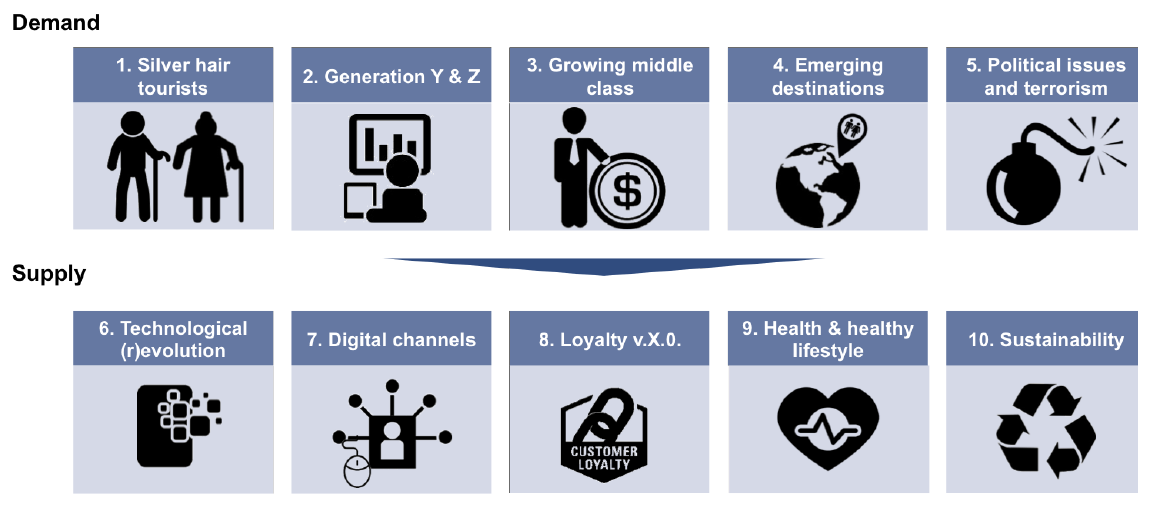 Demand
1. Silver hair
tourists
2. Generation Y & Z
3. Growing middle
class
4. Emerging
destinations
5. Political issues
and terrorism
$
Supply
6. Technological
(r)evolution
7. Digital channels
8. Loyalty v.X.0.
9. Health & healthy
lifestyle
10. Sustainability
CUSTOMER
LOYALTY